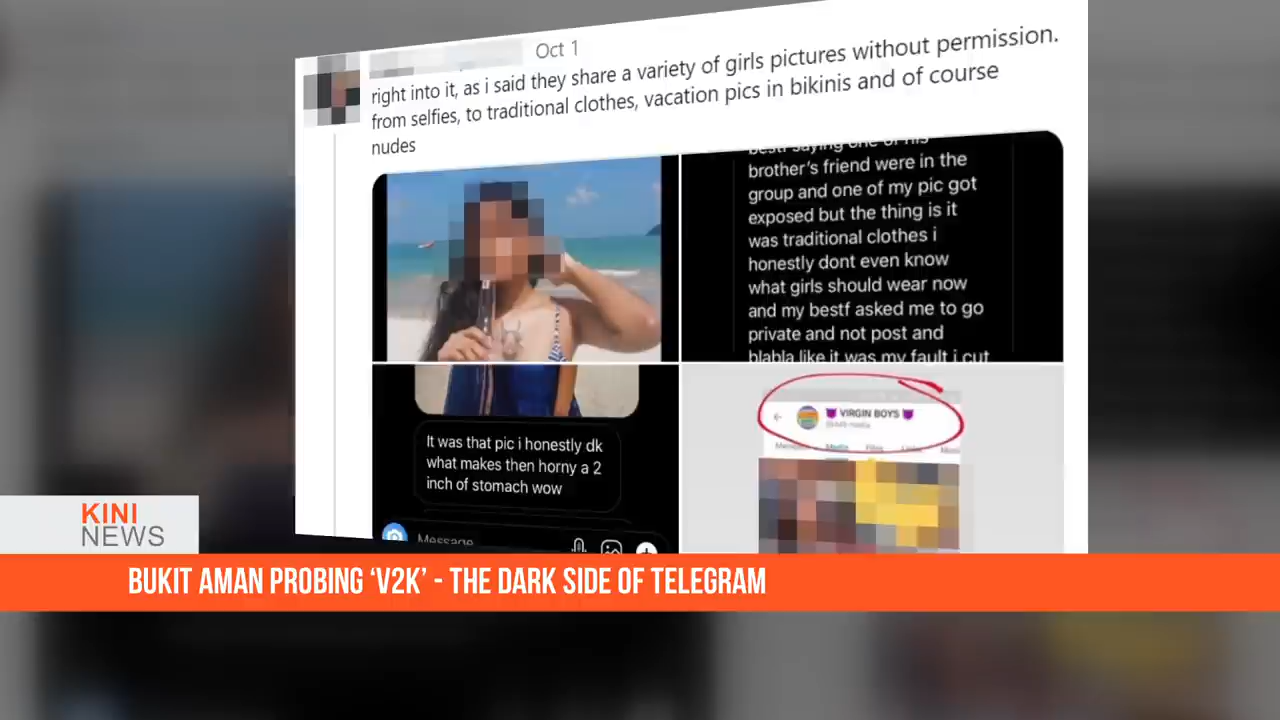 Oct 1
right into it, as i said they share a variety of girls pictures without permission.
from selfies, to traditional clothes, vacation pics in bikinis and of course
nudes
brother's friend were in the
group and one of my pic got
exposed but the thing is it
was traditional clothes i
honestly dont even know
what girls should wear now
and my bestf asked me to go
private and not post and
blabla like it was my fault i cut
It was that pic i honestly dk
what makes then horny a 2
inch of stomach wow
Message
😈 VIRGIN BOYS 😈
Media
Files
KINI
NEWS
BUKIT AMAN PROBING ‘V2K’ - THE DARK SIDE OF TELEGRAM